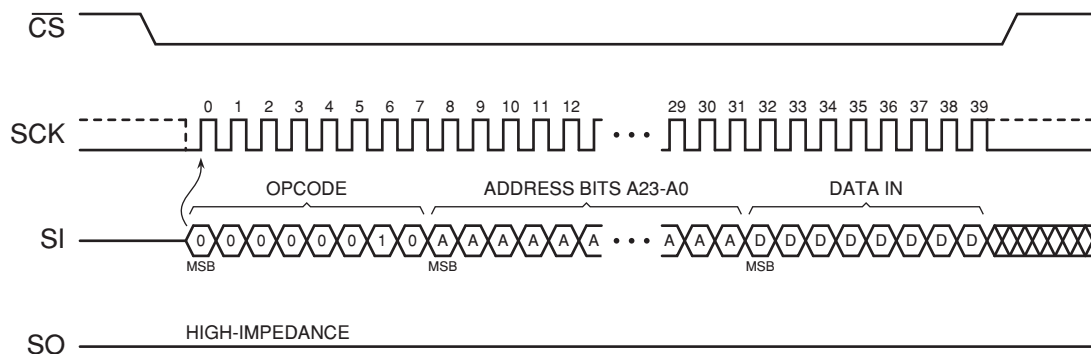 CS
0 1 2 3 4 5 6 7 8 9 10 11 12 29 30 31 32 33 34 35 36 37 38 39
SCK
OPCODE ADDRESS BITS A23-A0 DATA IN
SI 0 0 0 0 0 0 1 0 A A A A A A A A A D D D D D D D D
MSB MSB MSB
HIGH-IMPEDANCE
SO